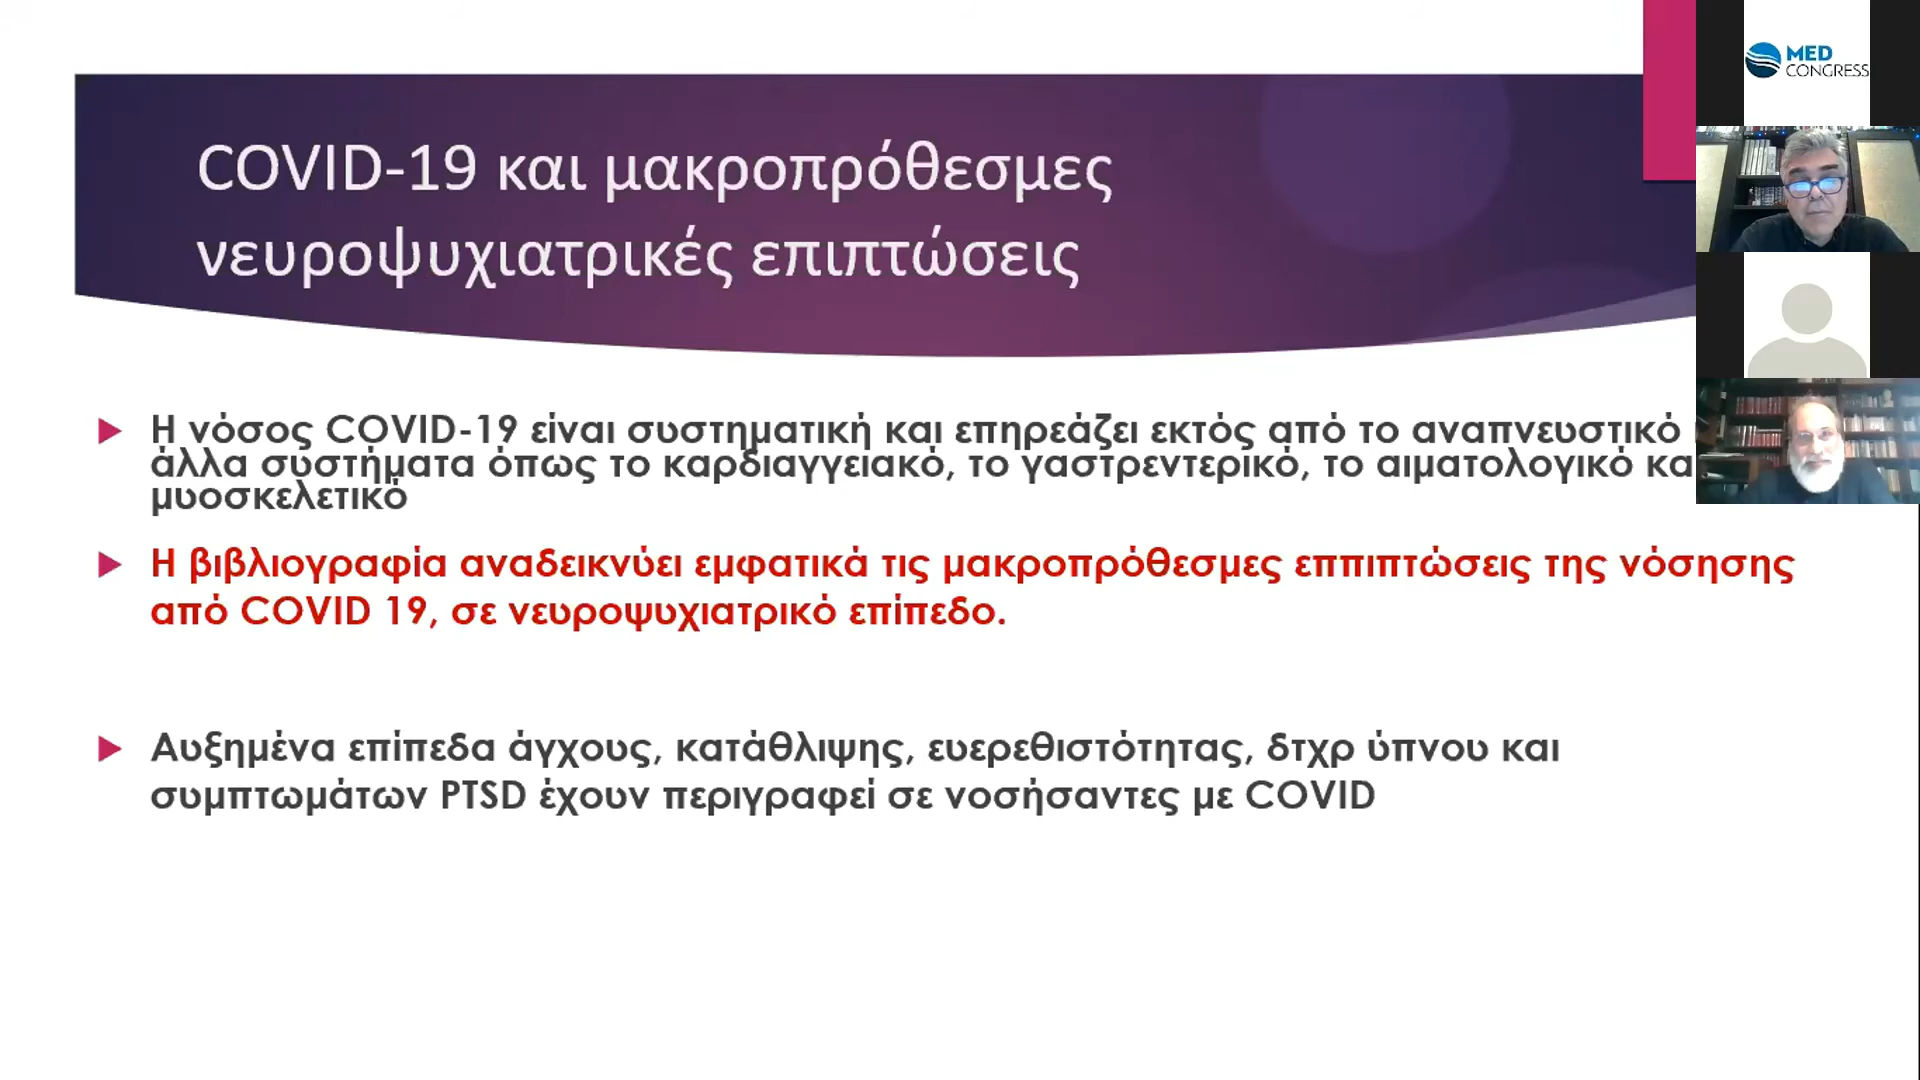 COVID-19 και μακροπρόθεσμες
νευροψυχιατρικές επιπτώσεις
MED
CONGRESS
Η νόσος COVID-19 είναι συστηματική και επηρεάζει εκτός από το αναπνευστικό
άλλα συστήματα όπως το καρδιαγγειακό, το γαστρεντερικό, το αιματολογικό
μυοσκελετικό
Η βιβλιογραφία αναδεικνύει εμφατικά τις μακροπρόθεσμες εππιπτώσεις της νόσησης
από COVID 19, σε νευροψυχιατρικό επίπεδο.
Αυξημένα επίπεδα άγχους, κατάθλιψης, ευερεθιστότητας, δτχρ ύπνου και
συμπτωμάτων PTSD έχουν περιγραφεί σε νοσήσαντες με COVID